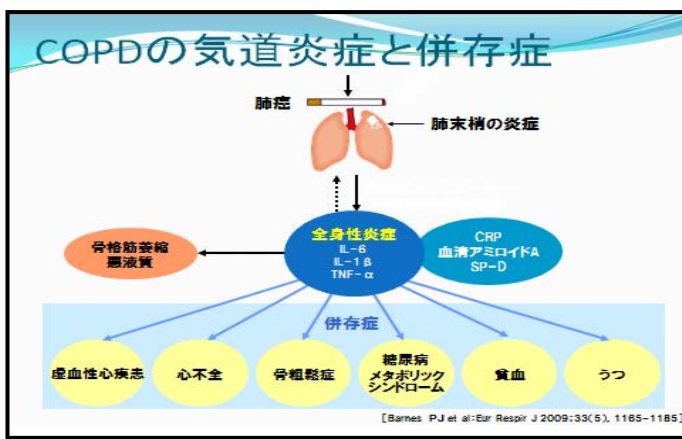 COPDの気道炎症と併存症
肺癌
肺末梢の炎症
全身性炎症
IL-6
IL-1β
TNF-α
CRP
血清アミロイドA
SP-D
骨格筋萎縮
悪液質
併存症
虚血性心疾患
心不全
骨粗鬆症
糖尿病
メタボリック
シンドローム
貧血
うつ
[Barnes PJ et al:Eur Respir J 2009:33(5), 1165-1185]